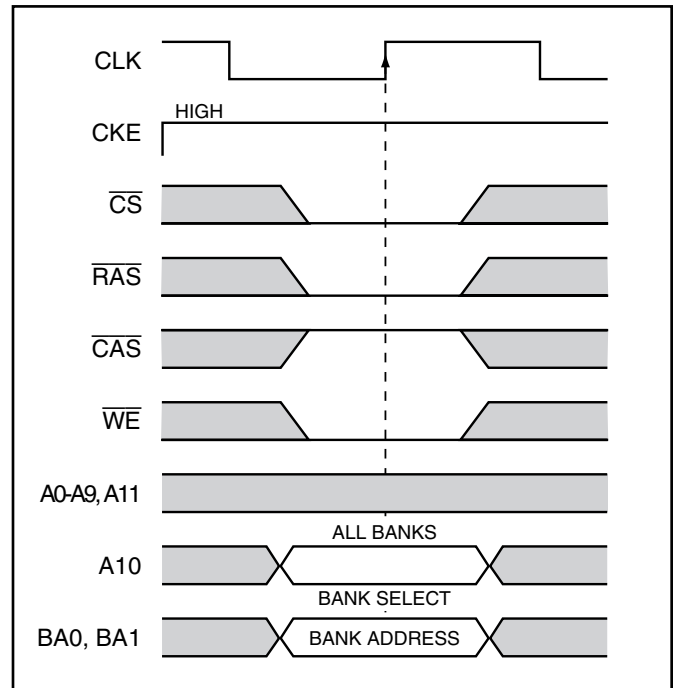 CLK
CKE
HIGH
CS
RAS
CAS
WE
A0-A9, A11
ALL BANKS
A10
BANK SELECT
BA0, BA1
BANK ADDRESS